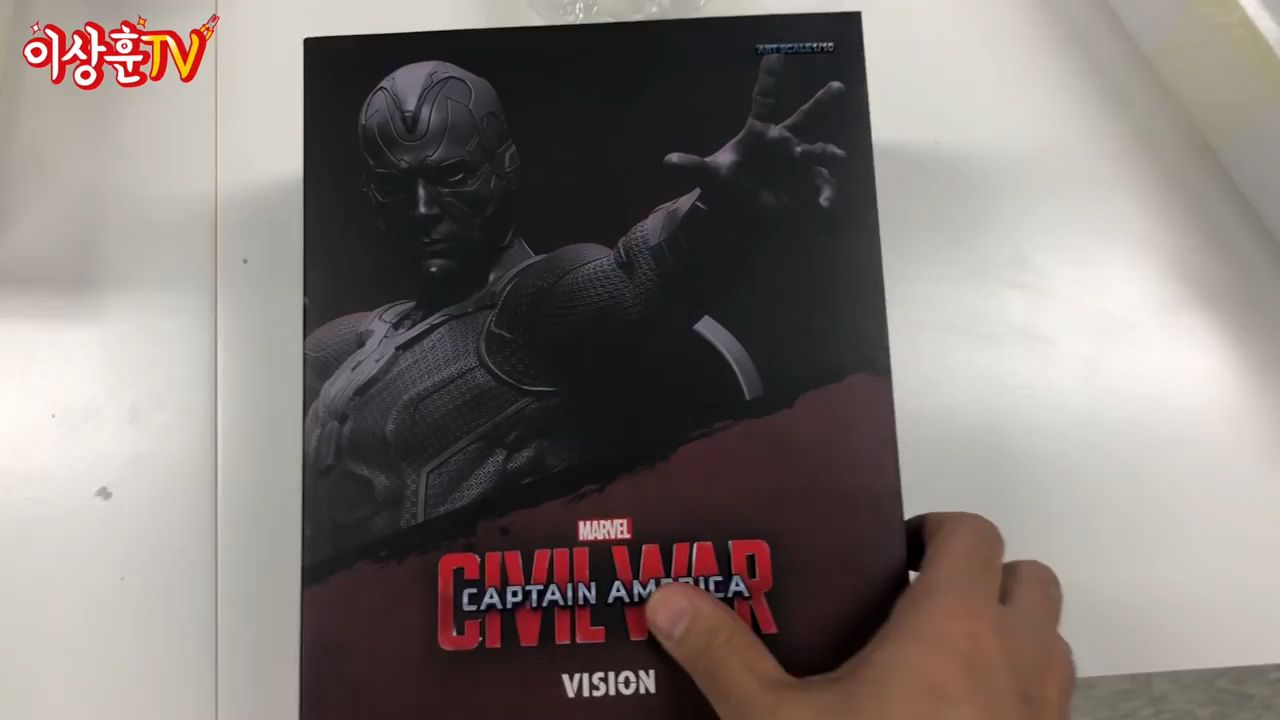 이상훈TV
ART SCALE 1/10
MARVEL
CIVIL WAR
CAPTAIN AMERICA
VISION